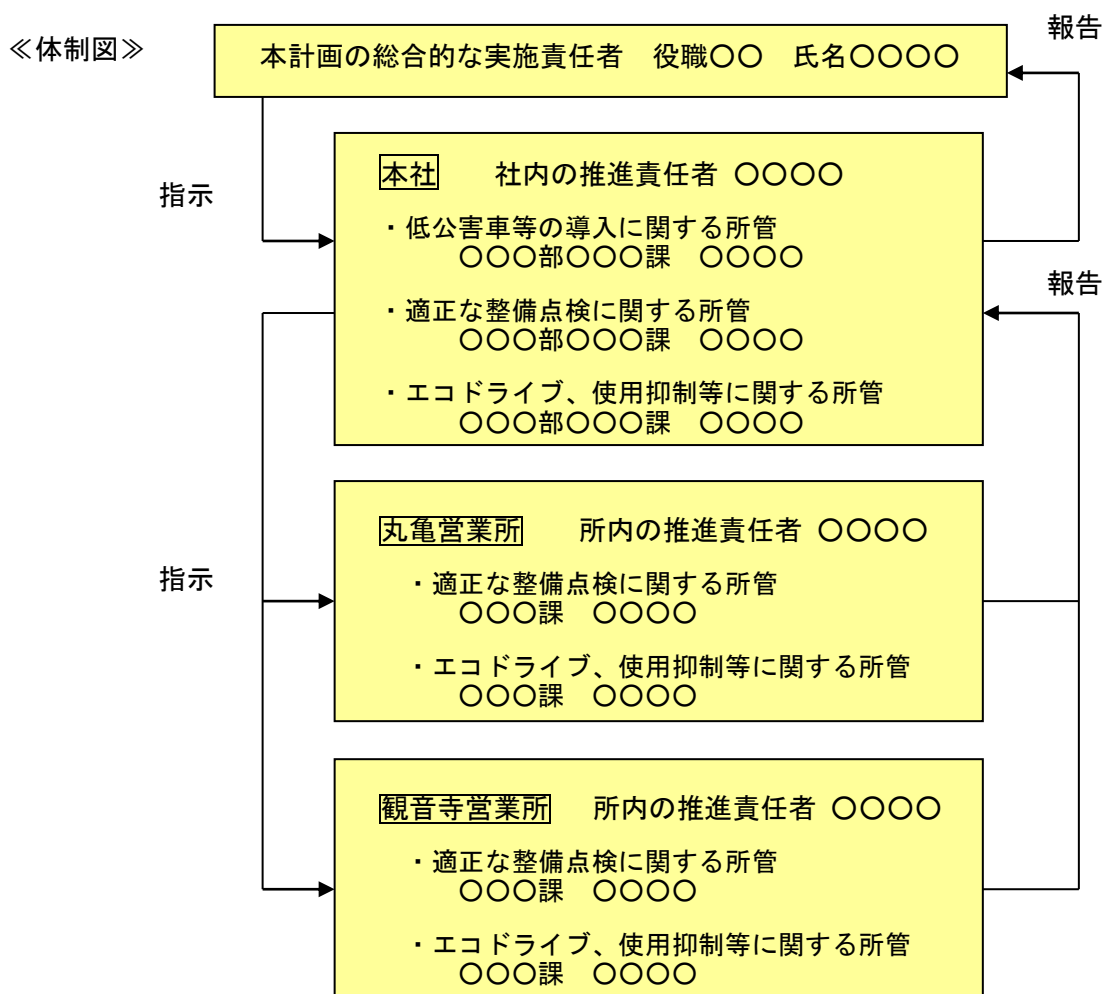 ≪体制図≫
本計画の総合的な実施責任者　役職〇〇　氏名〇〇〇〇
報告
指示
本社　社内の推進責任者 〇〇〇〇
・低公害車等の導入に関する所管
〇〇〇部〇〇〇課　〇〇〇〇
報告
・適正な整備点検に関する所管
〇〇〇部〇〇〇課　〇〇〇〇
・エコドライブ、使用抑制等に関する所管
〇〇〇部〇〇〇課　〇〇〇〇
丸亀営業所　所内の推進責任者 〇〇〇〇
指示
・適正な整備点検に関する所管
〇〇〇課　〇〇〇〇
・エコドライブ、使用抑制等に関する所管
〇〇〇課　〇〇〇〇
観音寺営業所　所内の推進責任者 〇〇〇〇
・適正な整備点検に関する所管
〇〇〇課　〇〇〇〇
・エコドライブ、使用抑制等に関する所管
〇〇〇課　〇〇〇〇